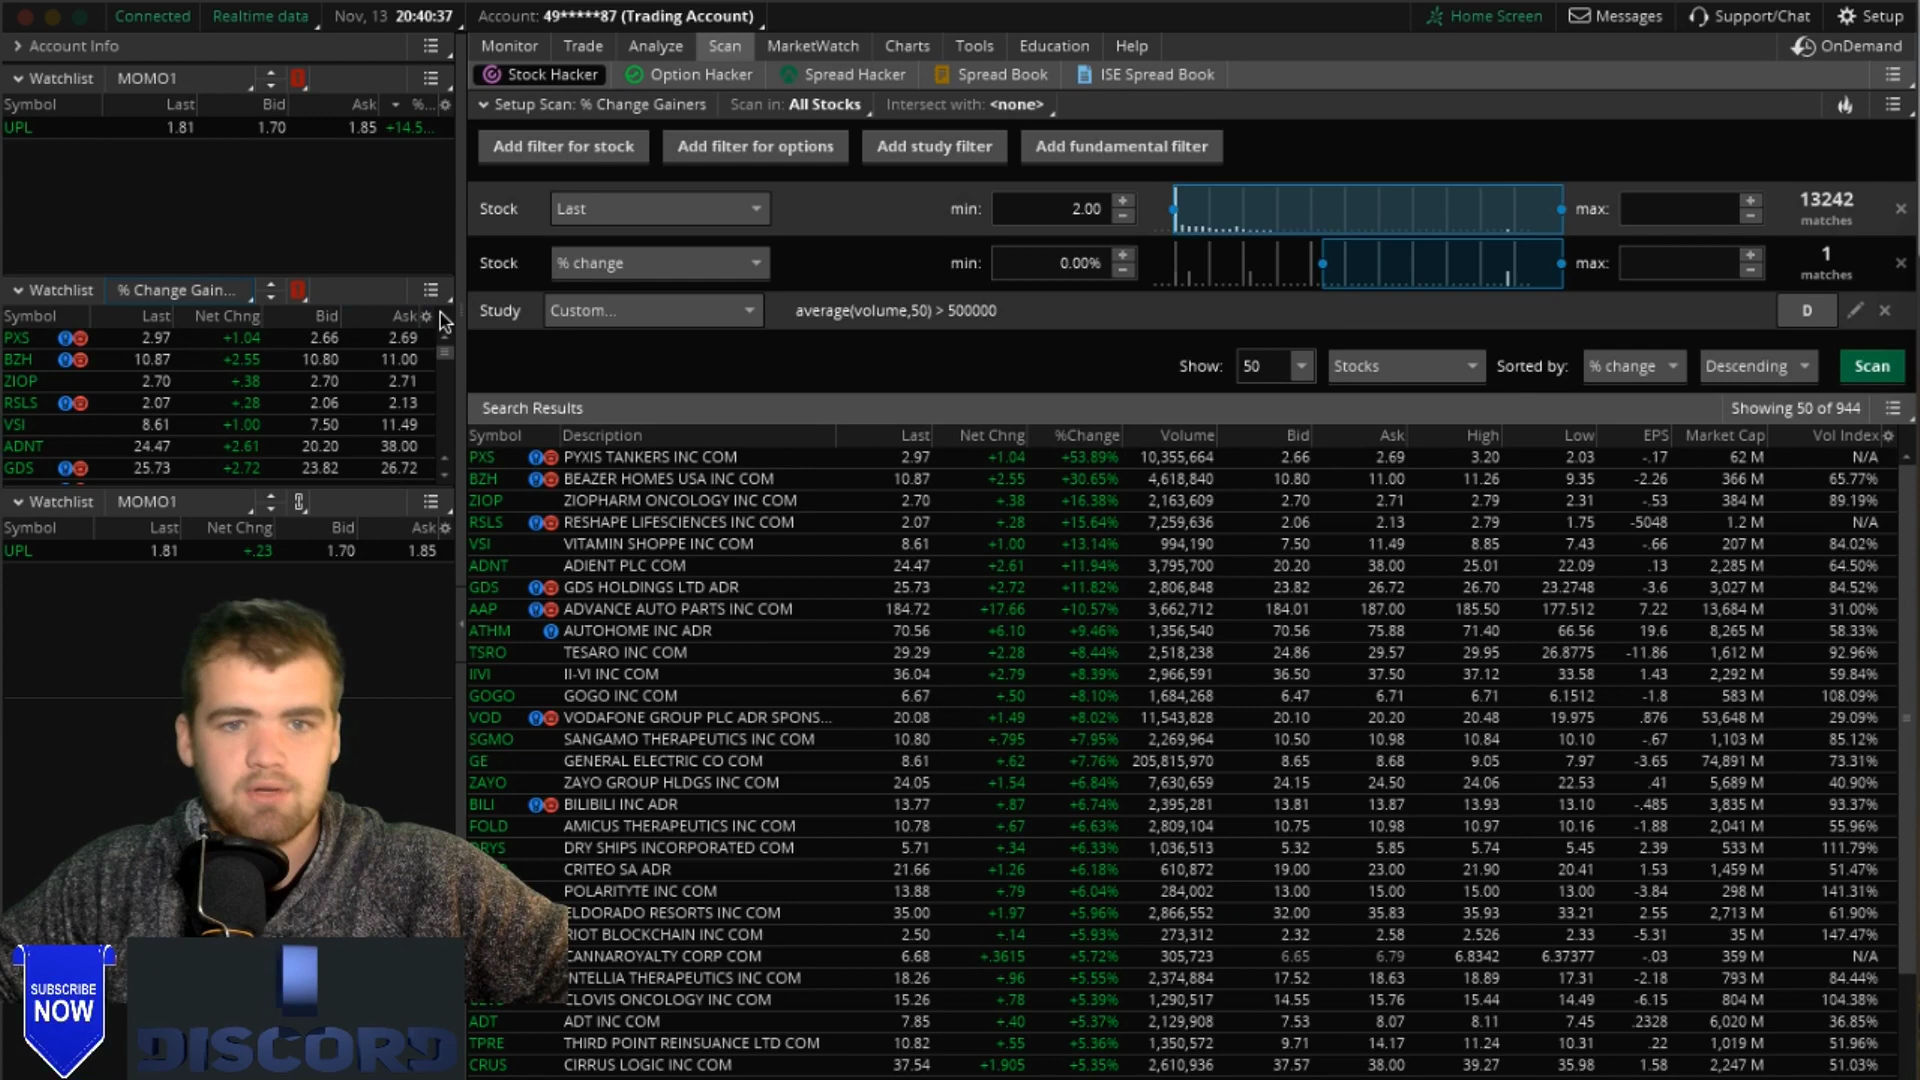 Connected Realtime data Nov, 13 20:40:37 Account: 49*****87 (Trading Account) Home Screen Messages Support/Chat Setup
Account Info Monitor Trade Analyze Scan MarketWatch Charts Tools Education Help OnDemand
Stock Hacker Option Hacker Spread Hacker Spread Book ISE Spread Book
Watchlist MOMO1
Symbol Last Bid Ask %...
UPL 1.81 1.70 1.85 +14.5...
Watchlist % Change Gain...
Symbol Last Net Chng Bid Ask
PXS 2.97 +1.04 2.66 2.69
BZH 10.87 +2.55 10.80 11.00
ZIOP 2.70 +.38 2.70 2.71
RSLS 2.07 +.28 2.06 2.13
VSI 8.61 +1.00 7.50 11.49
ADNT 24.47 +2.61 20.20 38.00
GDS 25.73 +2.72 23.82 26.72
Watchlist MOMO1
Symbol Last Net Chng Bid Ask
UPL 1.81 +.23 1.70 1.85
SUBSCRIBE
NOW
DISCORD
Setup Scan: % Change Gainers Scan in: All Stocks Intersect with: <none>
Add filter for stock Add filter for options Add study filter Add fundamental filter
Stock Last min: 2.00 max: 13242 matches
Stock % change min: 0.00% max: 1 matches
Study Custom... average(volume,50) > 500000 D
Show: 50 Stocks Sorted by: % change Descending Scan
Search Results Showing 50 of 944
Symbol Description Last Net Chng %Change Volume Bid Ask High Low EPS Market Cap Vol Index
PXS PYXIS TANKERS INC COM 2.97 +1.04 +53.89% 10,355,664 2.66 2.69 3.20 2.03 -.17 62 M N/A
BZH BEAZER HOMES USA INC COM 10.87 +2.55 +30.65% 4,618,840 10.80 11.00 11.26 9.35 -2.26 366 M 65.77%
ZIOP ZIOPHARM ONCOLOGY INC COM 2.70 +.38 +16.38% 2,163,609 2.70 2.71 2.79 2.31 -.53 384 M 89.19%
RSLS RESHAPE LIFESCIENCES INC COM 2.07 +.28 +15.64% 7,259,636 2.06 2.13 2.79 1.75 -5048 1.2 M N/A
VSI VITAMIN SHOPPE INC COM 8.61 +1.00 +13.14% 994,190 7.50 11.49 8.85 7.43 -.66 207 M 84.02%
ADNT ADIENT PLC COM 24.47 +2.61 +11.94% 3,795,700 20.20 38.00 25.01 22.09 .13 2,285 M 64.50%
GDS GDS HOLDINGS LTD ADR 25.73 +2.72 +11.82% 2,806,848 23.82 26.72 26.70 23.2748 -3.6 3,027 M 84.52%
AAP ADVANCE AUTO PARTS INC COM 184.72 +17.66 +10.57% 3,662,712 184.01 187.00 185.50 177.512 7.22 13,684 M 31.00%
ATHM AUTOHOME INC ADR 70.56 +6.10 +9.46% 1,356,540 70.56 75.88 71.40 66.56 19.6 8,265 M 58.33%
TSRO TESARO INC COM 29.29 +2.28 +8.44% 2,518,238 24.86 29.57 29.95 26.8775 -11.86 1,612 M 92.96%
IIVI II-VI INC COM 36.04 +2.79 +8.39% 2,966,591 36.50 37.50 37.12 33.58 1.43 2,292 M 59.84%
GOGO GOGO INC COM 6.67 +.50 +8.10% 1,684,268 6.47 6.71 6.71 6.1512 -1.8 583 M 108.09%
VOD VODAFONE GROUP PLC ADR SPONS... 20.08 +1.49 +8.02% 11,543,828 20.10 20.20 20.48 19.975 .876 53,648 M 29.09%
SGMO SANGAMO THERAPEUTICS INC COM 10.80 +.795 +7.95% 2,269,964 10.50 10.98 10.84 10.10 -.67 1,103 M 85.12%
GE GENERAL ELECTRIC CO COM 8.61 +.62 +7.76% 205,815,970 8.65 8.68 9.05 7.97 -3.65 74,891 M 73.31%
ZAYO ZAYO GROUP HLDGS INC COM 24.05 +1.54 +6.84% 7,630,659 24.15 24.50 24.06 22.53 .41 5,689 M 40.90%
BILI BILIBILI INC ADR 13.77 +.87 +6.74% 2,395,281 13.81 13.87 13.93 13.10 -.485 3,835 M 93.37%
FOLD AMICUS THERAPEUTICS INC COM 10.78 +.67 +6.63% 2,809,104 10.75 10.98 10.97 10.16 -1.88 2,041 M 55.96%
DRYS DRY SHIPS INCORPORATED COM 5.71 +.34 +6.33% 1,036,513 5.32 5.85 5.74 5.45 2.39 533 M 111.79%
CRITEO SA ADR 21.66 +1.26 +6.18% 610,872 19.00 23.00 21.90 20.41 1.53 1,459 M 51.47%
POLARITYTE INC COM 13.88 +.79 +6.04% 284,002 13.00 15.00 15.00 13.00 -3.84 298 M 141.31%
ELDORADO RESORTS INC COM 35.00 +1.97 +5.96% 2,866,552 32.00 35.83 35.93 33.21 2.55 2,713 M 61.90%
RIOT BLOCKCHAIN INC COM 2.50 +.14 +5.93% 273,312 2.32 2.58 2.526 2.33 -5.31 35 M 147.47%
CANNAROYALTY CORP COM 6.68 +.3615 +5.72% 305,723 6.65 6.79 6.8342 6.37377 -.03 359 M N/A
INTELLIA THERAPEUTICS INC COM 18.26 +.96 +5.55% 2,374,884 17.52 18.63 18.89 17.31 -2.18 793 M 84.44%
CLOVIS ONCOLOGY INC COM 15.26 +.78 +5.39% 1,290,517 14.55 15.76 15.44 14.49 -6.15 804 M 104.38%
ADT ADT INC COM 7.85 +.40 +5.37% 2,129,908 7.53 8.07 8.11 7.45 .2328 6,020 M 36.85%
TPRE THIRD POINT REINSURANCE LTD COM 10.82 +.55 +5.36% 1,350,572 9.71 14.17 11.24 10.31 .22 1,019 M 51.96%
CRUS CIRRUS LOGIC INC COM 37.54 +1.905 +5.35% 2,610,936 37.57 38.00 39.27 35.98 1.58 2,247 M 51.03%